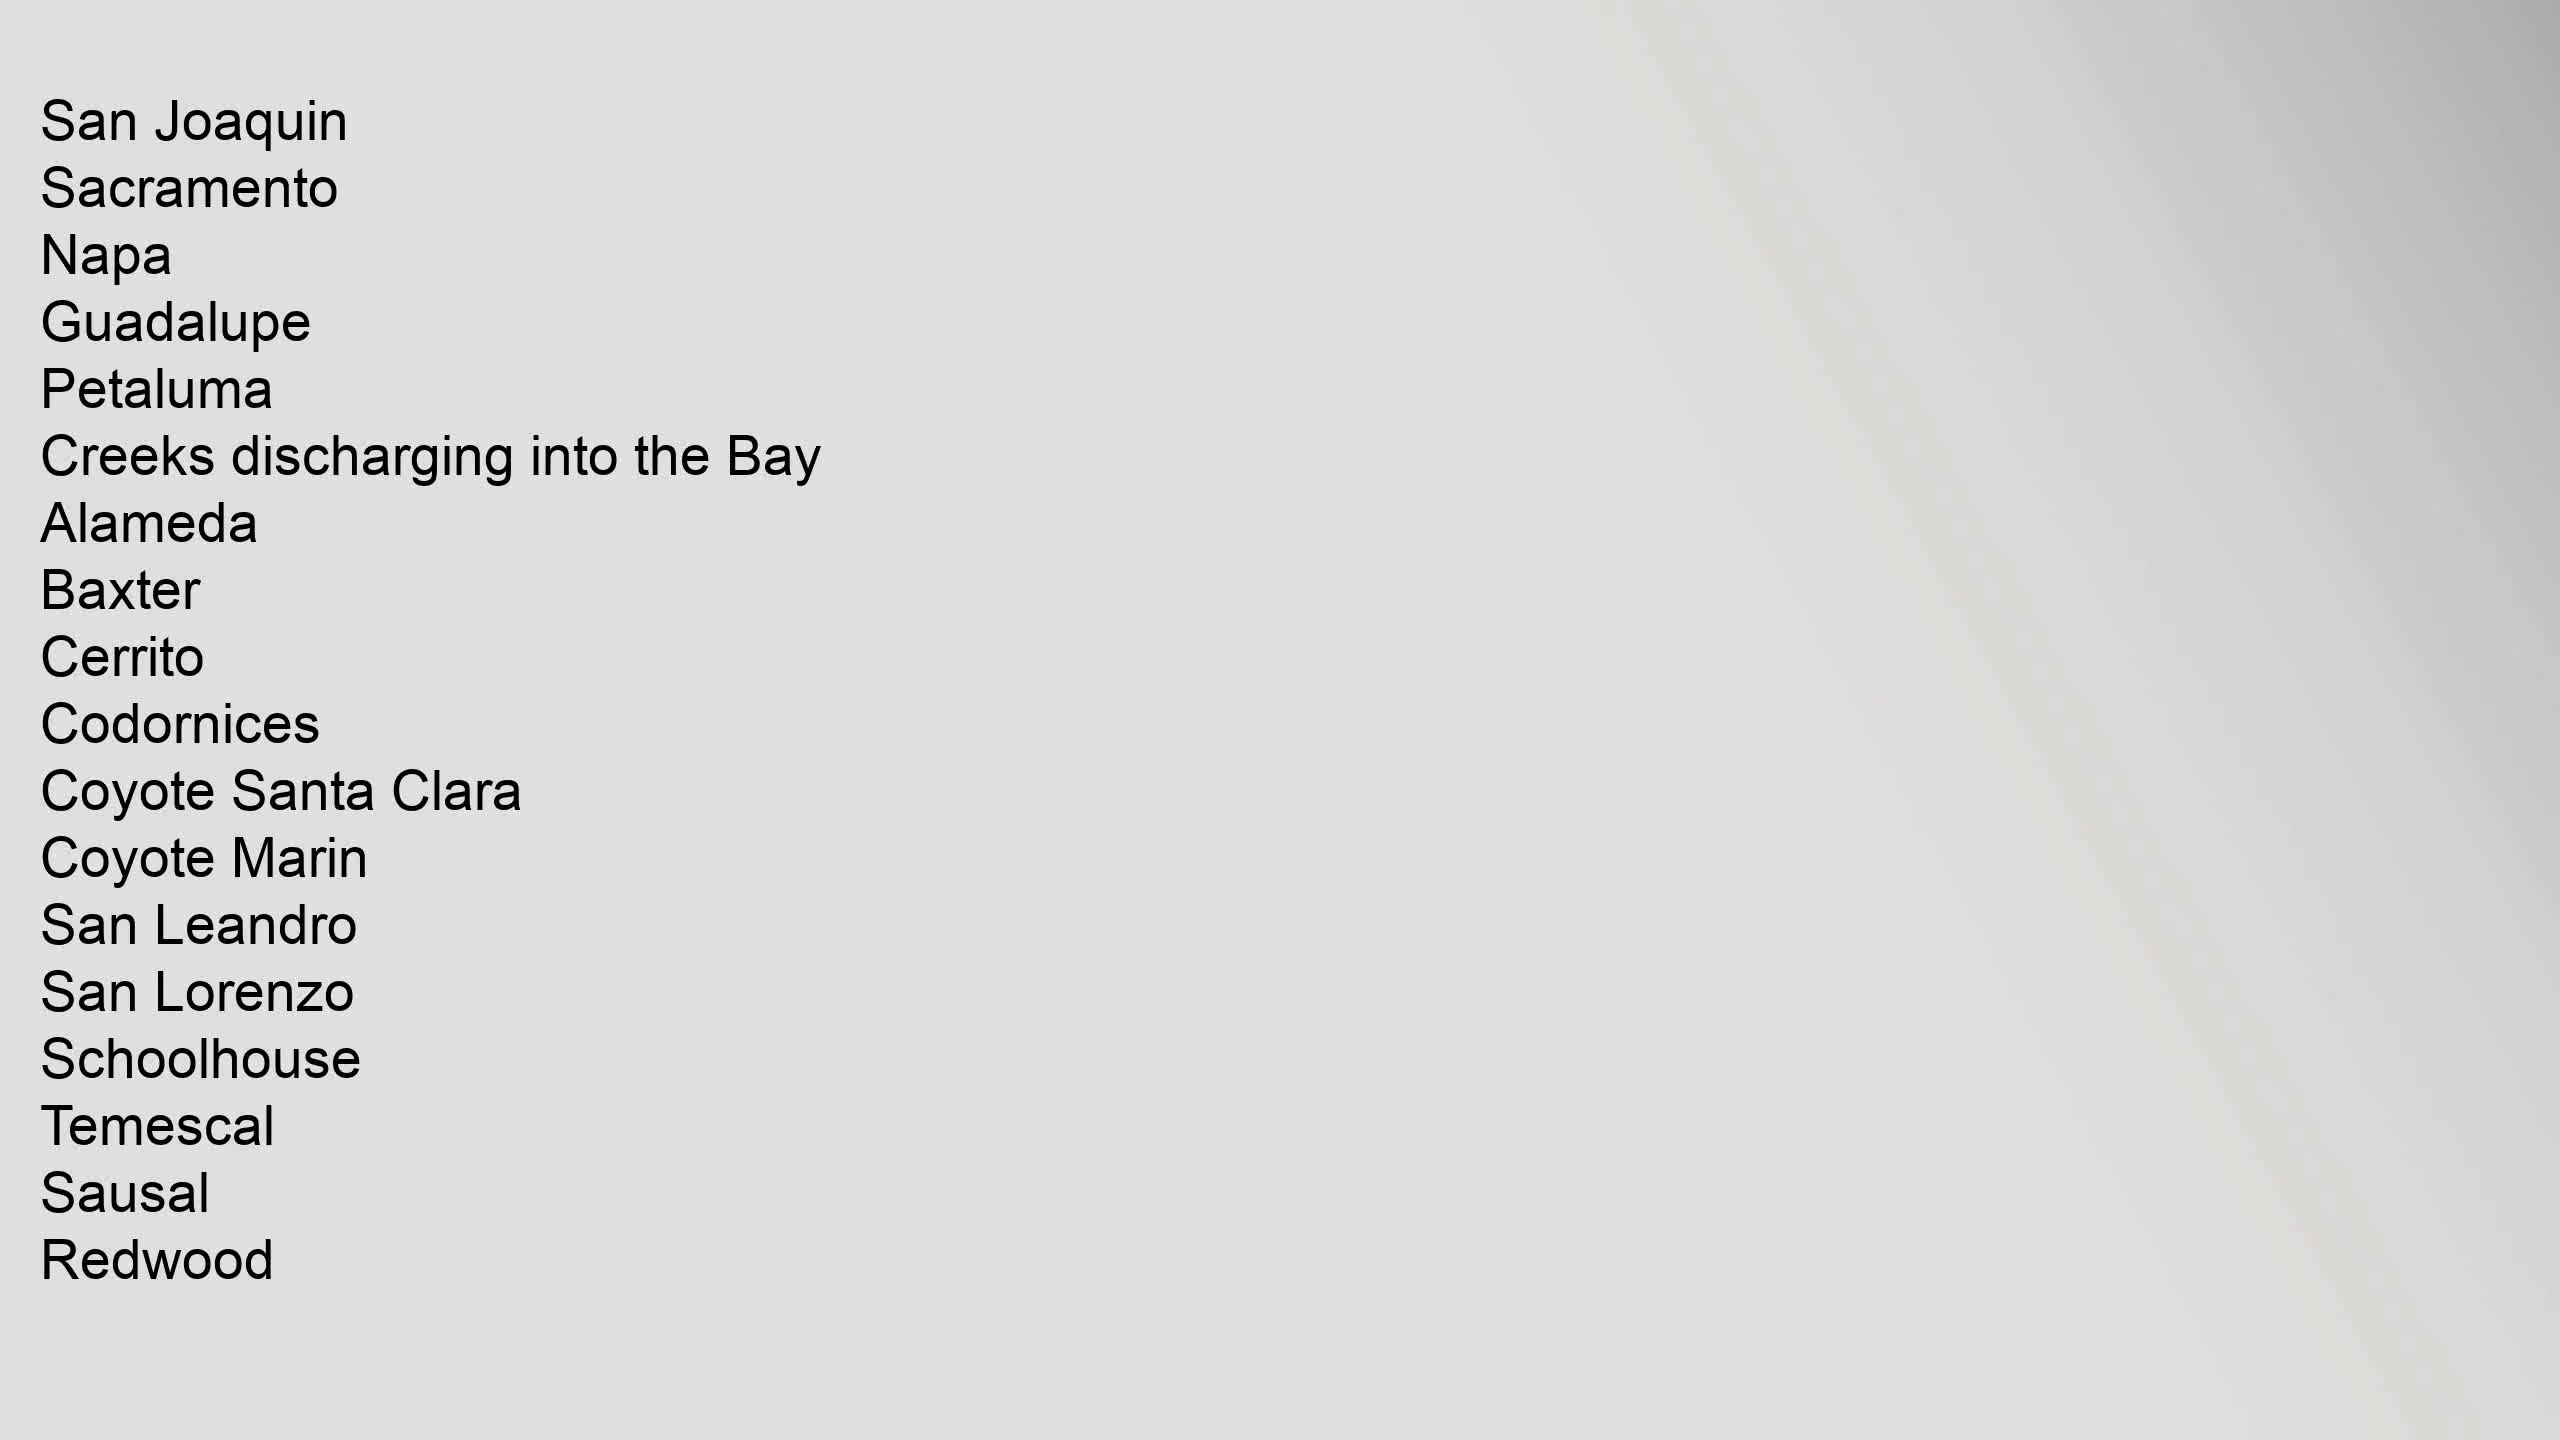 San Joaquin
Sacramento
Napa
Guadalupe
Petaluma
Creeks discharging into the Bay
Alameda
Baxter
Cerrito
Codornices
Coyote Santa Clara
Coyote Marin
San Leandro
San Lorenzo
Schoolhouse
Temescal
Sausal
Redwood